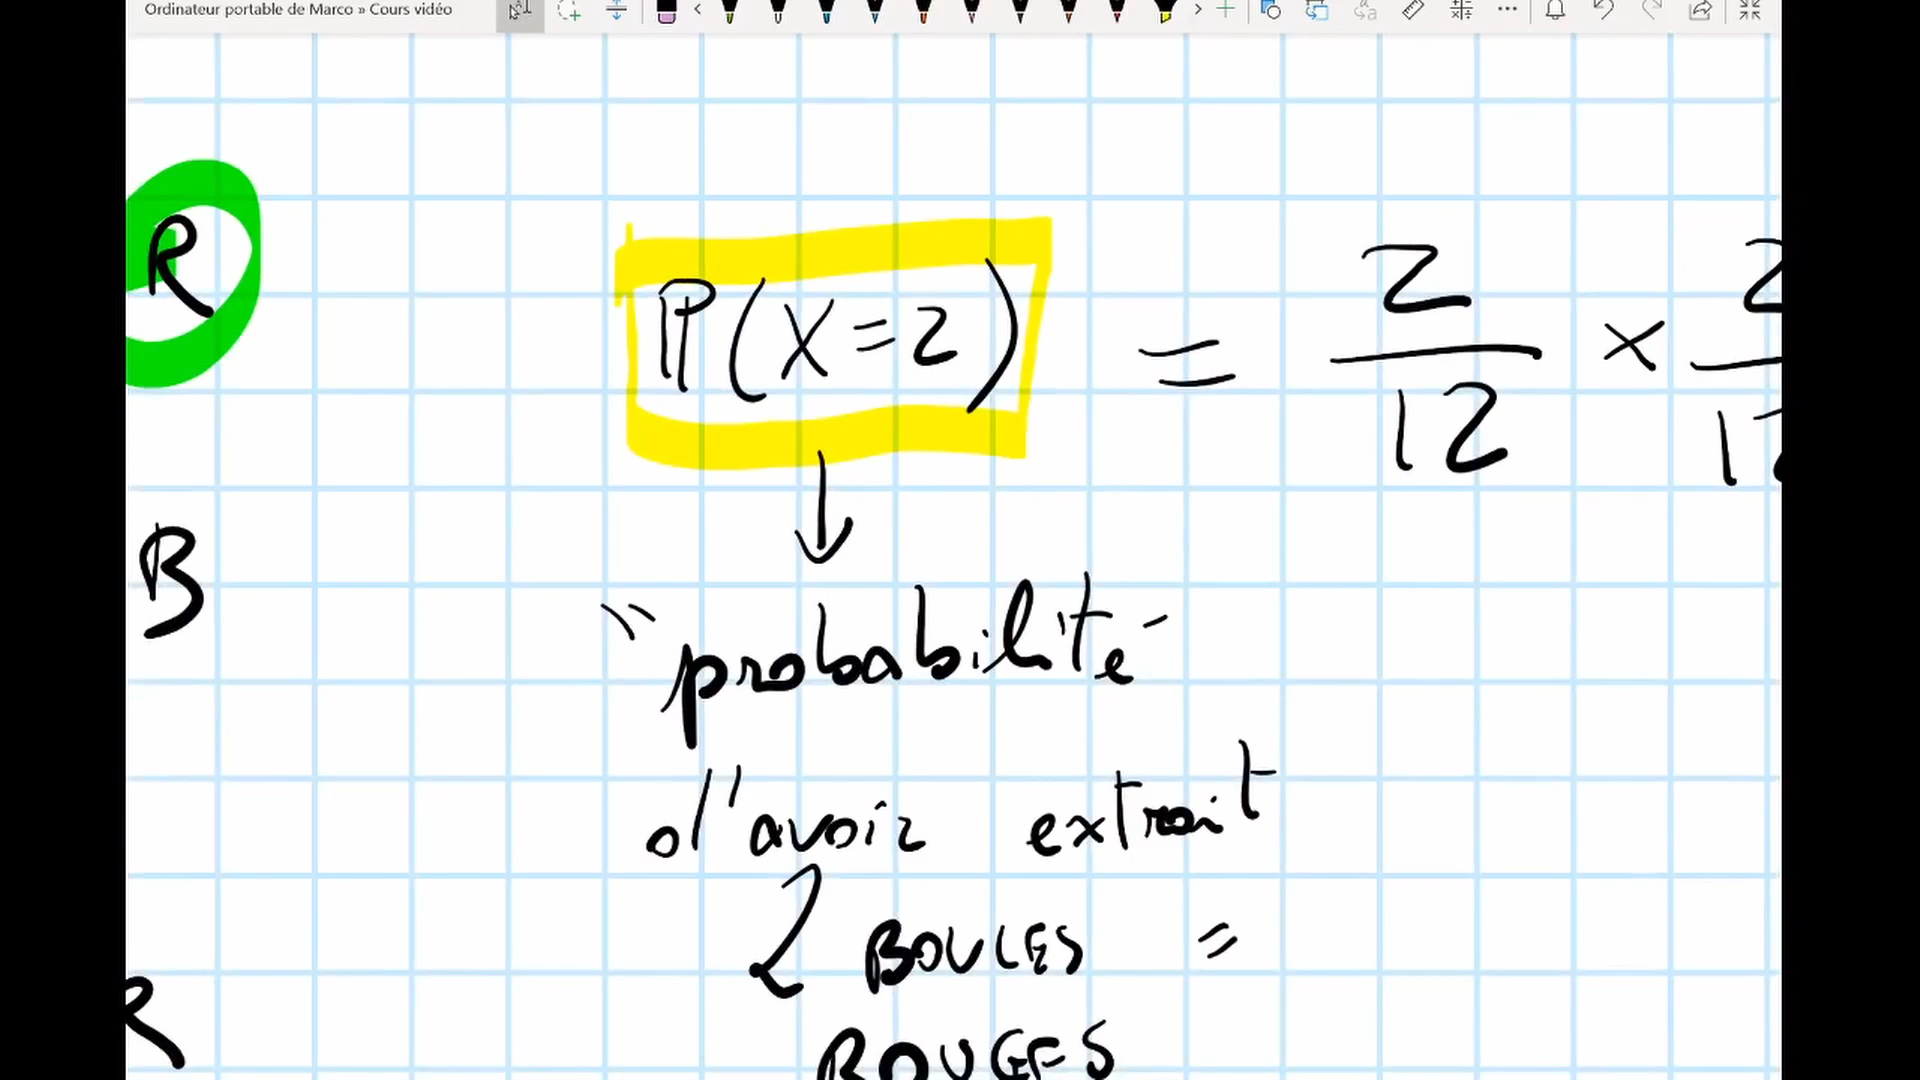 Ordinateur portable de Marco » Cours vidéo
R
ℙ(X=2) = 2/12 ×
B
"probabilité
d'avoir extrait
2 BOULES
R
ROUGES